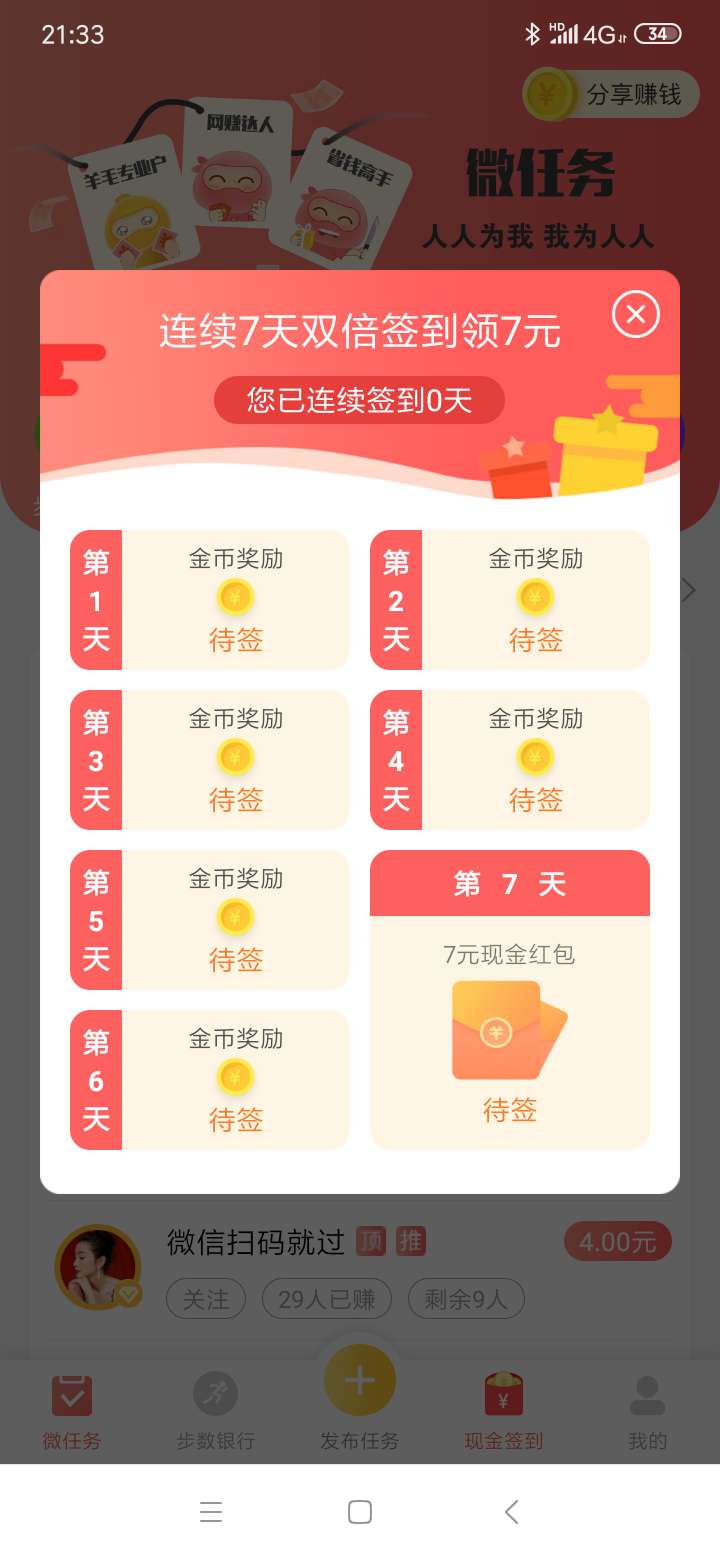 21:33
HD 4G 34
分享赚钱
羊毛专业户
网赚达人
省钱高手
微任务
人人为我 我为人人
连续7天双倍签到领7元
您已连续签到0天
第1天
金币奖励
待签
第2天
金币奖励
待签
第3天
金币奖励
待签
第4天
金币奖励
待签
第5天
金币奖励
待签
第6天
金币奖励
待签
第 7 天
7元现金红包
待签
微信扫码就过 顶 推
4.00元
关注 29人已赚 剩余9人
微任务 步数银行 发布任务 现金签到 我的